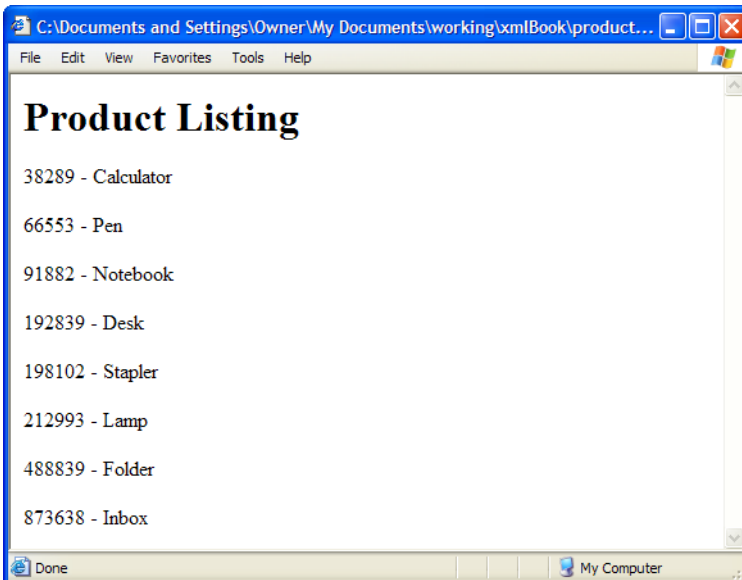 C:\Documents and Settings\Owner\My Documents\working\xmlBook\product...
File Edit View Favorites Tools Help
Product Listing
38289 - Calculator
66553 - Pen
91882 - Notebook
192839 - Desk
198102 - Stapler
212993 - Lamp
488839 - Folder
873638 - Inbox
Done My Computer